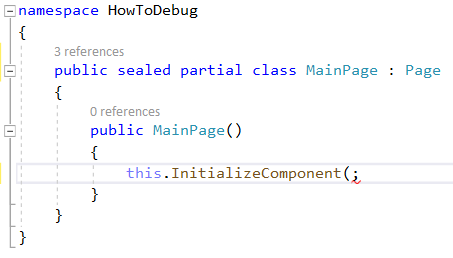 namespace HowToDebug
{
3 references
public sealed partial class MainPage : Page
{
0 references
public MainPage()
{
this.InitializeComponent(;
}
}
}